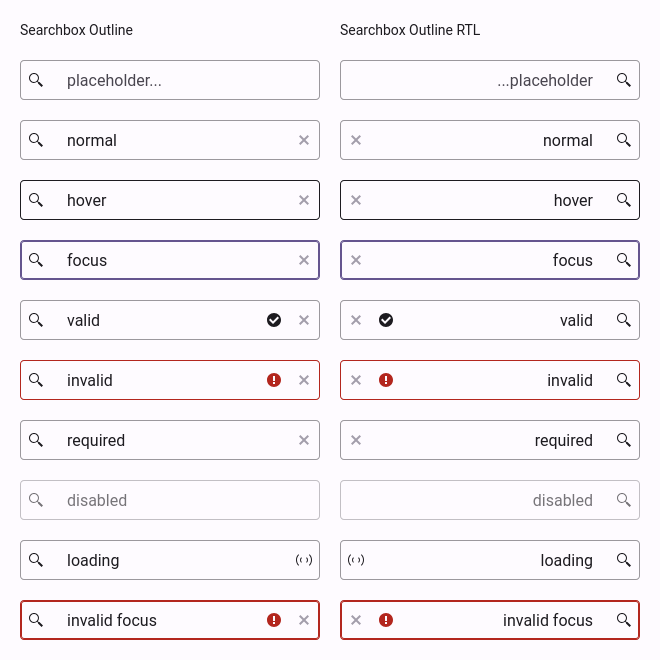 Searchbox Outline
placeholder...
normal
hover
focus
valid
invalid
required
disabled
loading
invalid focus
Searchbox Outline RTL
...placeholder
normal
hover
focus
valid
invalid
required
disabled
loading
invalid focus